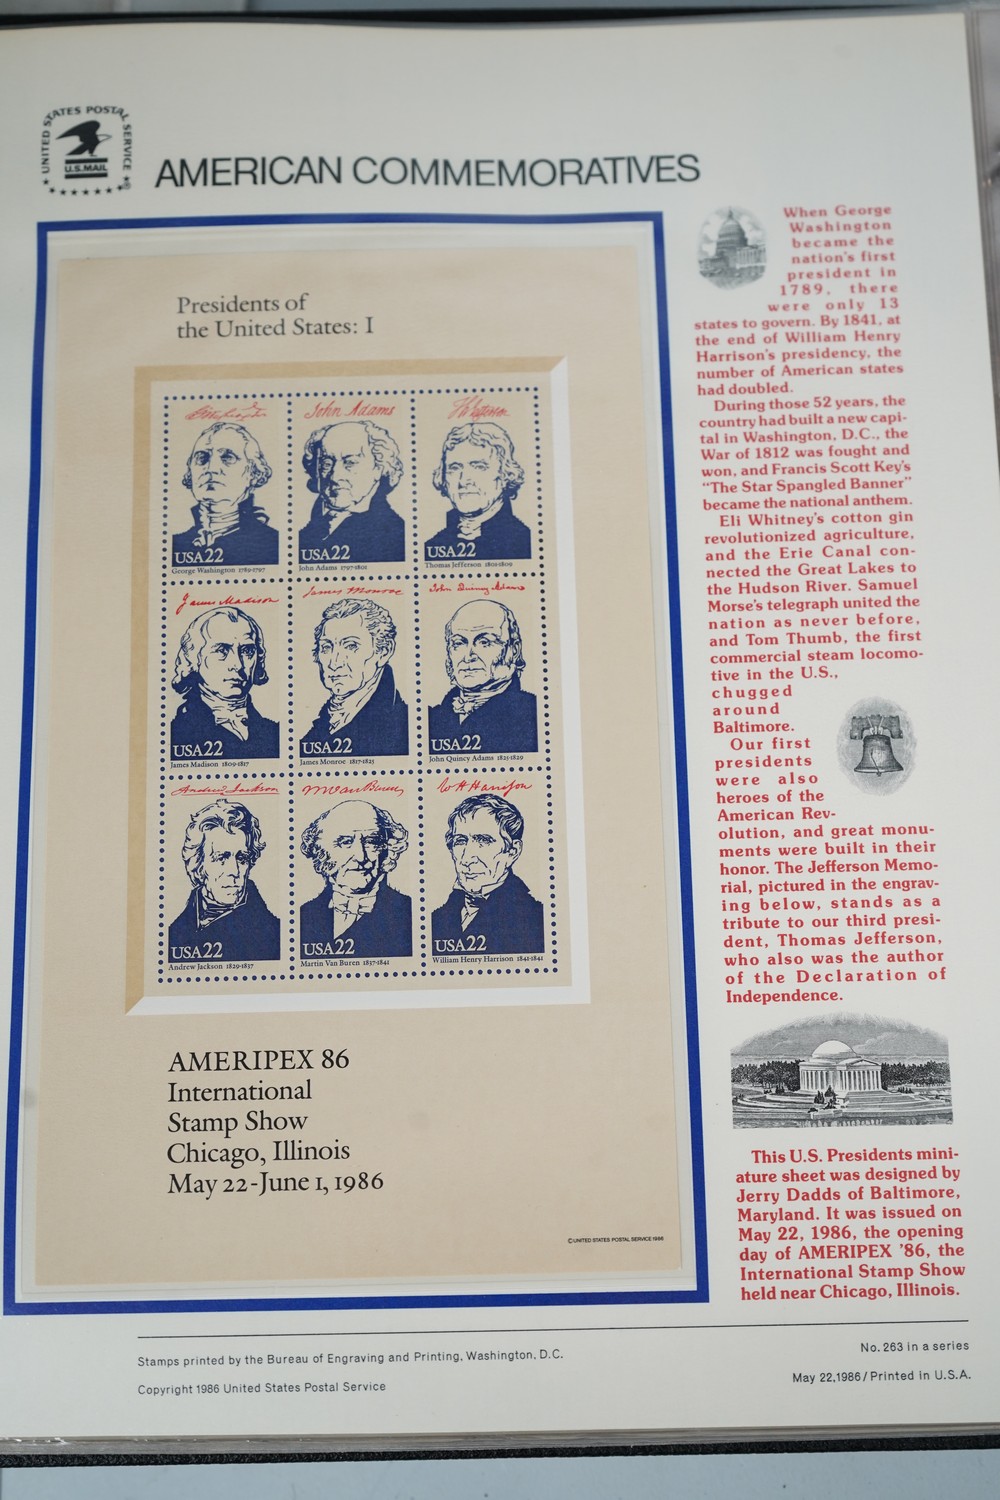 UNITED STATES POSTAL SERVICE
U.S.MAIL
AMERICAN COMMEMORATIVES
Presidents of
the United States: I
John Adams
USA22
George Washington 1789-1797
USA22
John Adams 1797-1801
USA22
Thomas Jefferson 1801-1809
James Madison
James Monroe
John Quincy Adams
USA22
James Madison 1809-1817
USA22
James Monroe 1817-1825
USA22
John Quincy Adams 1825-1829
Andrew Jackson
M Van Buren
W H Harrison
USA22
Andrew Jackson 1829-1837
USA22
Martin Van Buren 1837-1841
USA22
William Henry Harrison 1841-1841
AMERIPEX 86
International
Stamp Show
Chicago, Illinois
May 22-June 1, 1986
© UNITED STATES POSTAL SERVICE 1986
When George
Washington
became the
nation's first
president in
1789, there
were only 13
states to govern. By 1841, at
the end of William Henry
Harrison's presidency, the
number of American states
had doubled.
During those 52 years, the
country had built a new capi-
tal in Washington, D.C., the
War of 1812 was fought and
won, and Francis Scott Key's
"The Star Spangled Banner"
became the national anthem.
Eli Whitney's cotton gin
revolutionized agriculture,
and the Erie Canal con-
nected the Great Lakes to
the Hudson River. Samuel
Morse's telegraph united the
nation as never before,
and Tom Thumb, the first
commercial steam locomo-
tive in the U.S.,
chugged
around
Baltimore.
Our first
presidents
were also
heroes of the
American Rev-
olution, and great monu-
ments were built in their
honor. The Jefferson Memo-
rial, pictured in the engrav-
ing below, stands as a
tribute to our third presi-
dent, Thomas Jefferson,
who also was the author
of the Declaration of
Independence.
This U.S. Presidents mini-
ature sheet was designed by
Jerry Dadds of Baltimore,
Maryland. It was issued on
May 22, 1986, the opening
day of AMERIPEX '86, the
International Stamp Show
held near Chicago, Illinois.
Stamps printed by the Bureau of Engraving and Printing, Washington, D.C.
Copyright 1986 United States Postal Service
No. 263 in a series
May 22, 1986/Printed in U.S.A.